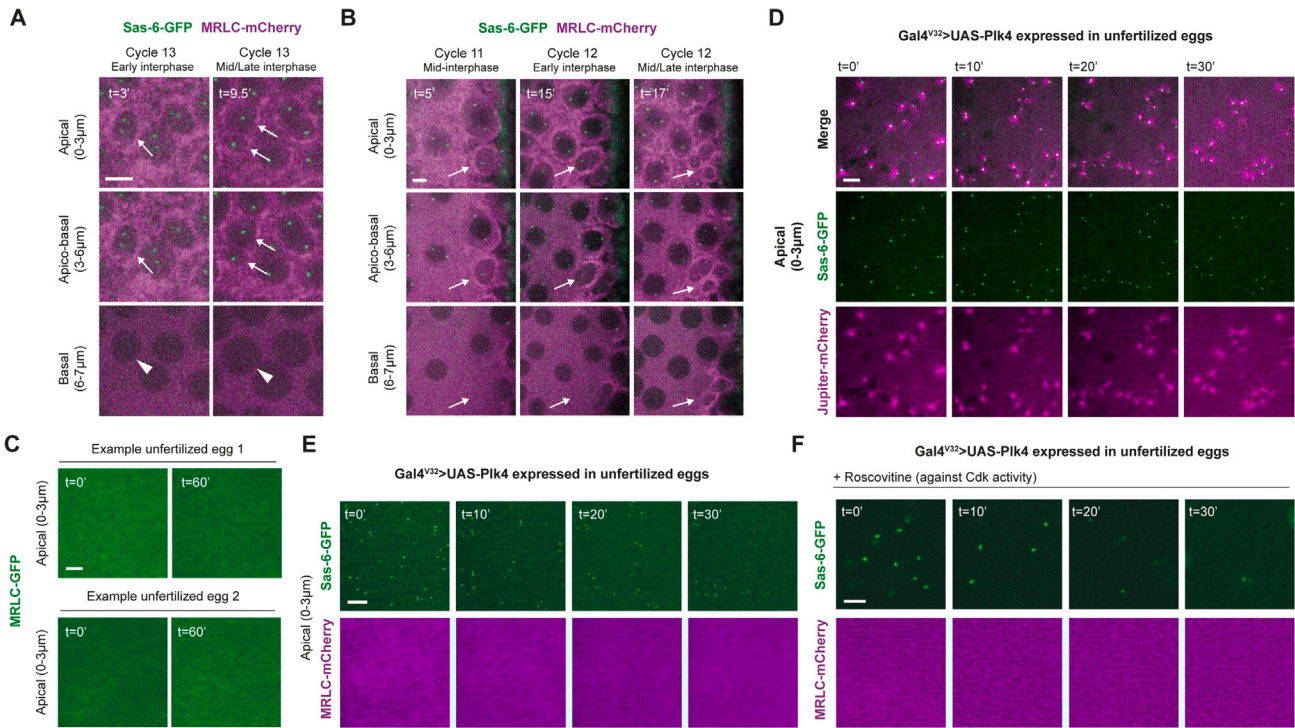 A
Sas-6-GFP MRLC-mCherry
Cycle 13
Early interphase
Cycle 13
Mid/Late interphase
t=3'
t=9.5'
Apical
(0-3µm)
Apico-basal
(3-6µm)
Basal
(6-7µm)
B
Sas-6-GFP MRLC-mCherry
Cycle 11
Mid-interphase
Cycle 12
Early interphase
Cycle 12
Mid/Late interphase
t=5'
t=15'
t=17'
Apical
(0-3µm)
Apico-basal
(3-6µm)
Basal
(6-7µm)
D
Gal4V32>UAS-Plk4 expressed in unfertilized eggs
t=0'
t=10'
t=20'
t=30'
Merge
Apical
(0-3µm)
Sas-6-GFP
Jupiter-mCherry
C
Example unfertilized egg 1
MRLC-GFP
Apical (0-3µm)
t=0'
t=60'
Example unfertilized egg 2
Apical (0-3µm)
t=0'
t=60'
E
Gal4V32>UAS-Plk4 expressed in unfertilized eggs
t=0'
t=10'
t=20'
t=30'
Apical (0-3µm)
Sas-6-GFP
MRLC-mCherry
F
Gal4V32>UAS-Plk4 expressed in unfertilized eggs
+ Roscovitine (against Cdk activity)
t=0'
t=10'
t=20'
t=30'
Sas-6-GFP
MRLC-mCherry